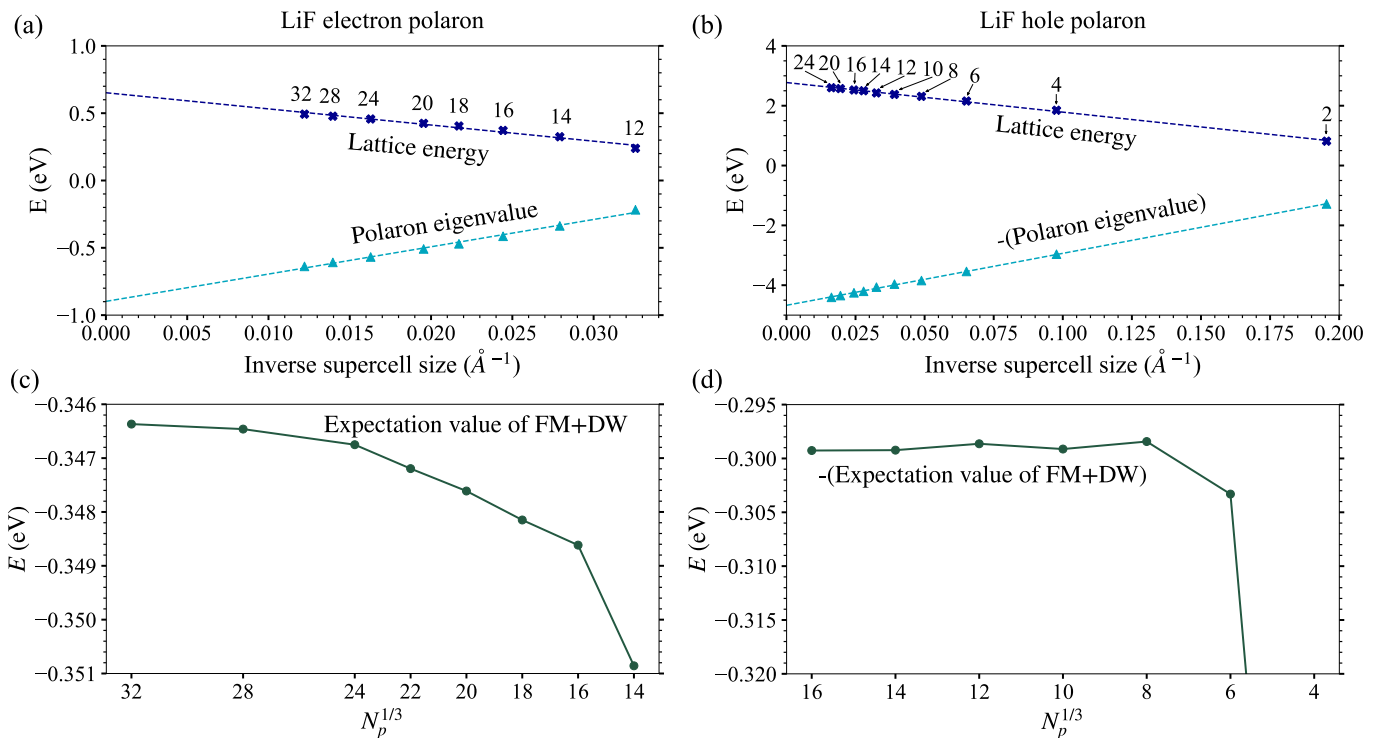 (a)
LiF electron polaron
1.0
0.5
0.0
−0.5
−1.0
E (eV)
32 28 24 20 18 16 14 12
Lattice energy
Polaron eigenvalue
0.000 0.005 0.010 0.015 0.020 0.025 0.030
Inverse supercell size (Å⁻¹)
(b)
LiF hole polaron
4
2
0
−2
−4
E (eV)
24 20 16 14 12 10 8 6 4 2
Lattice energy
-(Polaron eigenvalue)
0.000 0.025 0.050 0.075 0.100 0.125 0.150 0.175 0.200
Inverse supercell size (Å⁻¹)
(c)
−0.346
−0.347
−0.348
−0.349
−0.350
−0.351
E (eV)
Expectation value of FM+DW
32 28 24 22 20 18 16 14
N_p^{1/3}
(d)
−0.295
−0.300
−0.305
−0.310
−0.315
−0.320
E (eV)
-(Expectation value of FM+DW)
16 14 12 10 8 6 4
N_p^{1/3}